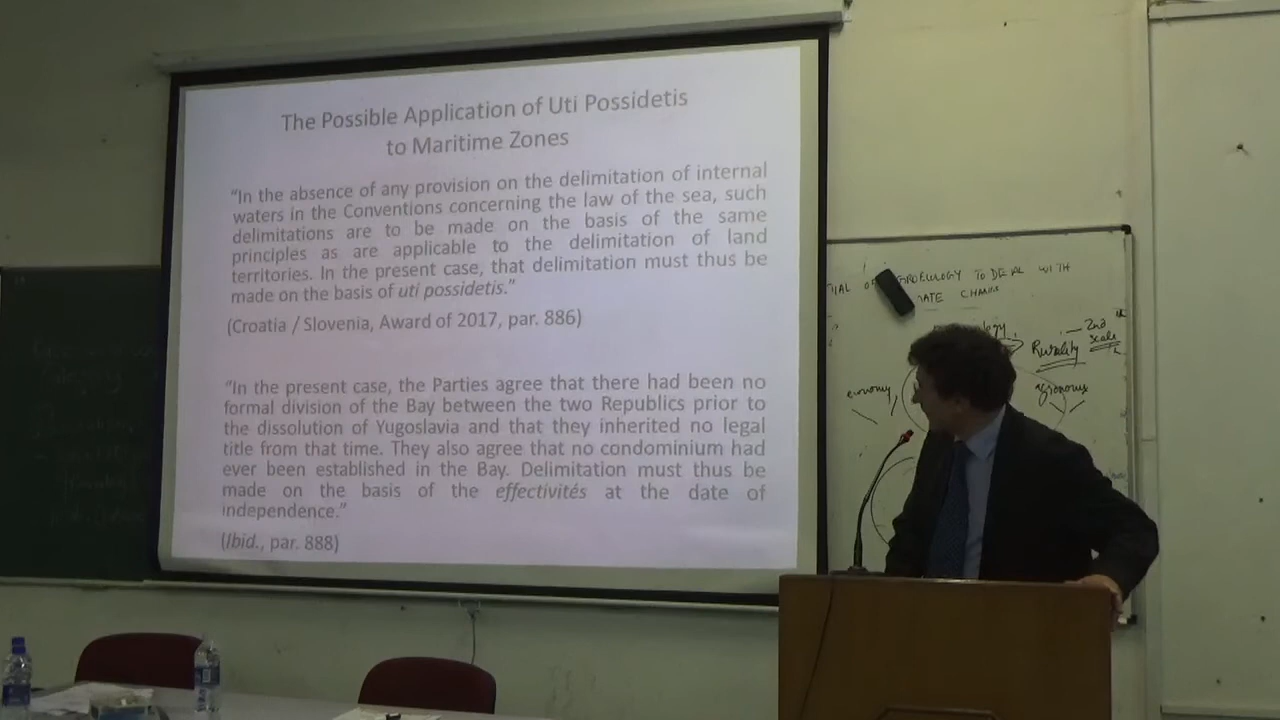 The Possible Application of Uti Possidetis
to Maritime Zones
“In the absence of any provision on the delimitation of internal
waters in the Conventions concerning the law of the sea, such
delimitations are to be made on the basis of the same
principles as are applicable to the delimitation of land
territories. In the present case, that delimitation must thus be
made on the basis of uti possidetis.”
(Croatia / Slovenia, Award of 2017, par. 886)
“In the present case, the Parties agree that there had been no
formal division of the Bay between the two Republics prior to
the dissolution of Yugoslavia and that they inherited no legal
title from that time. They also agree that no condominium had
ever been established in the Bay. Delimitation must thus be
made on the basis of the effectivités at the date of
independence.”
(Ibid., par. 888)
TO DEAL WITH
CHANGE
Rurality
2nd
scale
economy
agronomy